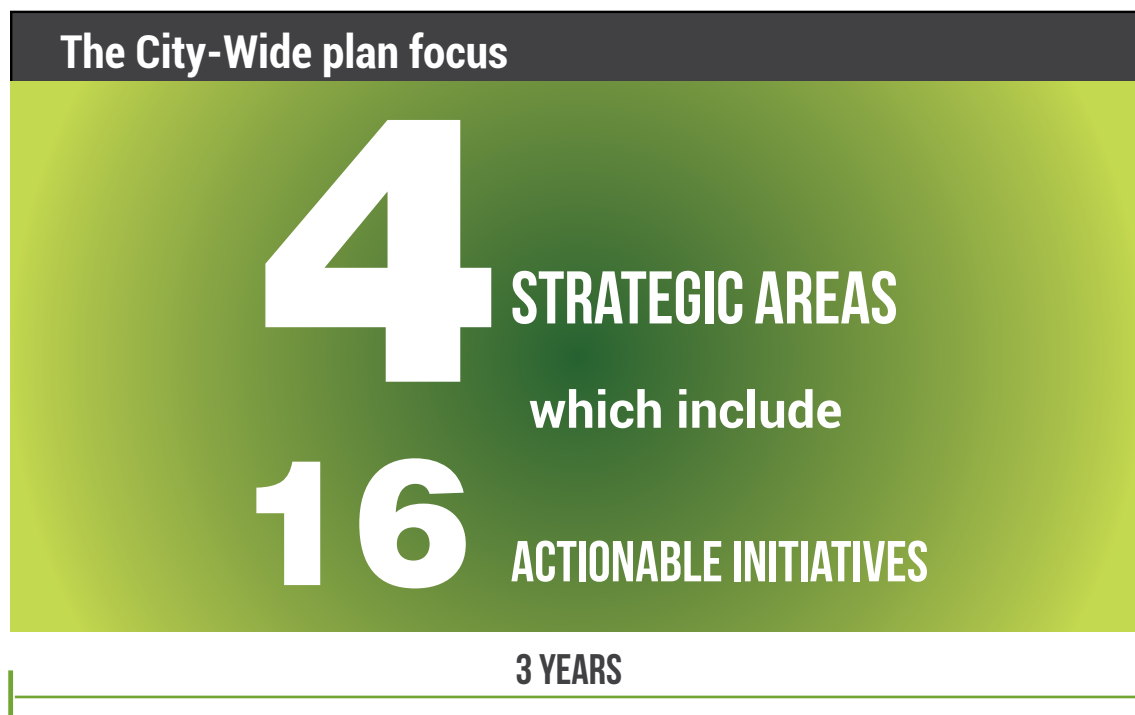 The City-Wide plan focus
4 STRATEGIC AREAS
which include
16 ACTIONABLE INITIATIVES
3 YEARS